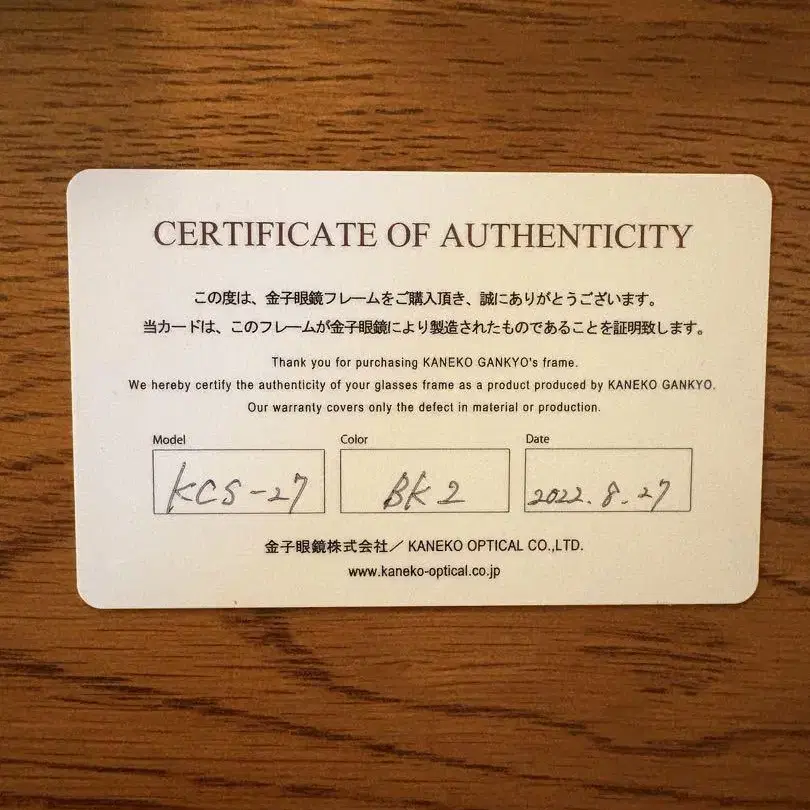 CERTIFICATE OF AUTHENTICITY
この度は、金子眼鏡フレームをご購入頂き、誠にありがとうございます。
当カードは、このフレームが金子眼鏡により製造されたものであることを証明致します。
Thank you for purchasing KANEKO GANKYO's frame.
We hereby certify the authenticity of your glasses frame as a product produced by KANEKO GANKYO.
Our warranty covers only the defect in material or production.
Model Color Date
KCS-27 BK2 2022.8.27
金子眼鏡株式会社／ KANEKO OPTICAL CO.,LTD.
www.kaneko-optical.co.jp